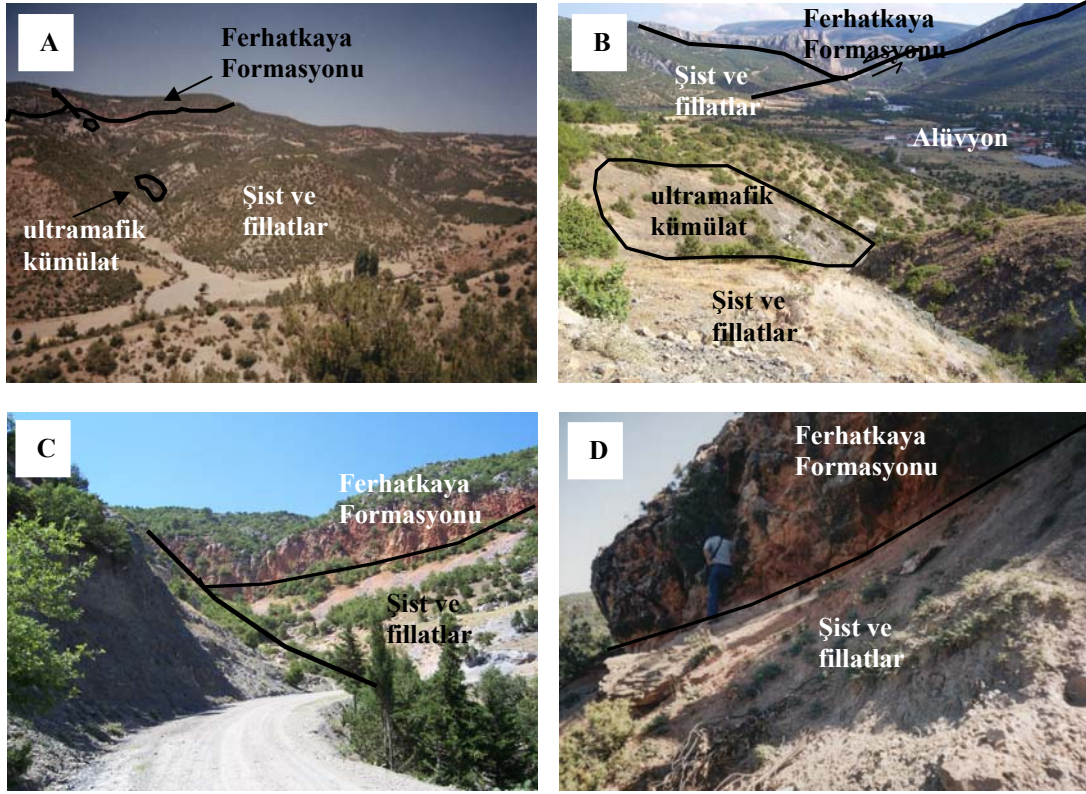 A
Ferhatkaya
Formasyonu
Şist ve
fillatlar
ultramafik
kümülat
B
Ferhatkaya
Formasyonu
Şist ve
fillatlar
Alüvyon
ultramafik
kümülat
Şist ve
fillatlar
C
Ferhatkaya
Formasyonu
Şist ve
fillatlar
D
Ferhatkaya
Formasyonu
Şist ve
fillatlar